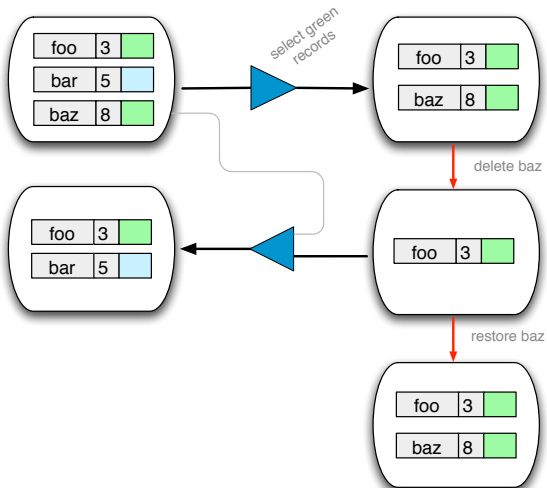 foo 3
bar 5
baz 8
select green
records
foo 3
baz 8
delete baz
foo 3
bar 5
foo 3
restore baz
foo 3
baz 8